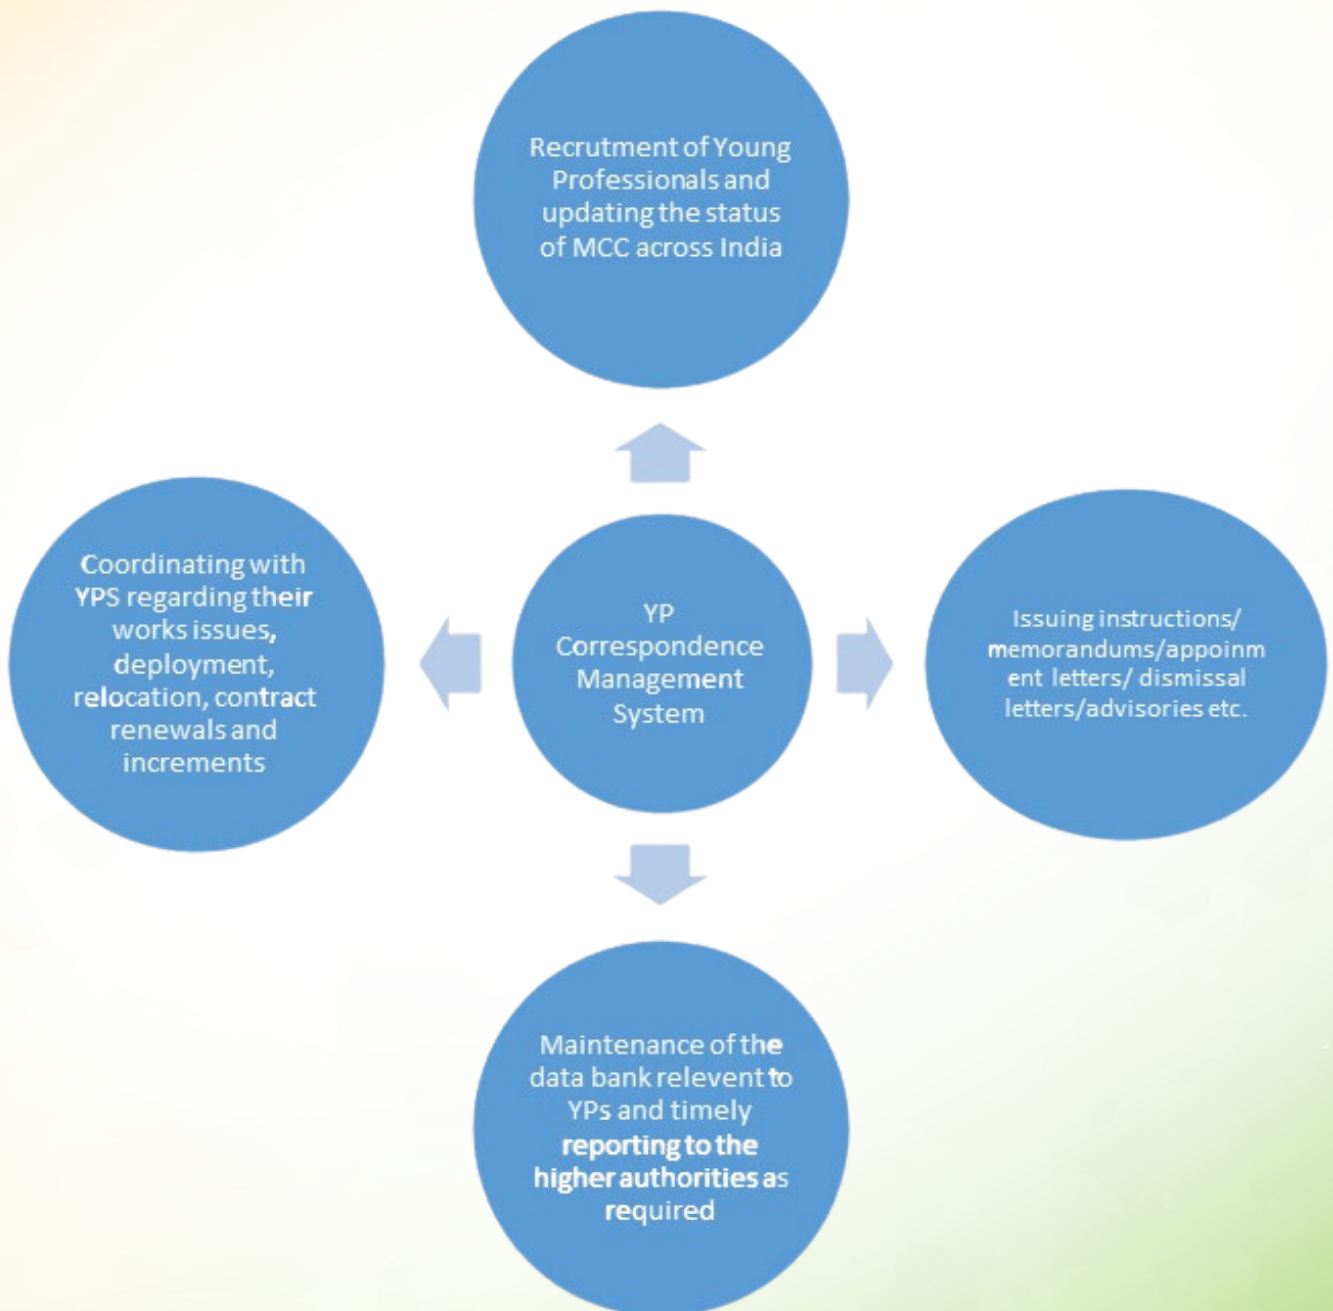 Recrutment of Young
Professionals and
updating the status
of MCC across India
Coordinating with
YPS regarding their
works issues,
deployment,
relocation, contract
renewals and
increments
YP
Correspondence
Management
System
Issuing instructions/
memorandums/appoinm
ent letters/ dismissal
letters/advisories etc.
Maintenance of the
data bank relevent to
YPs and timely
reporting to the
higher authorities as
required